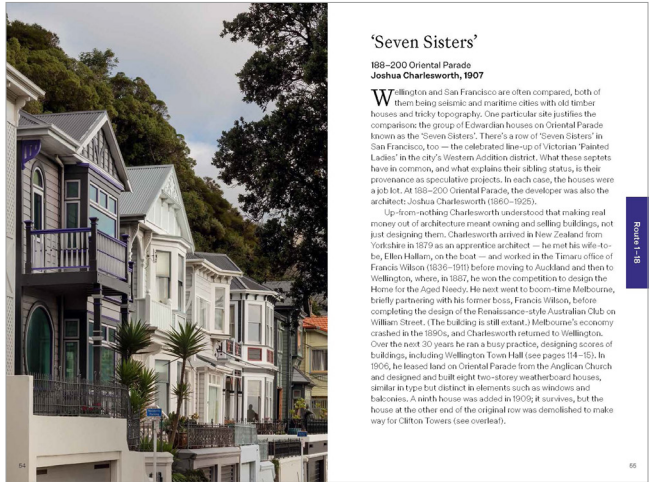 54
‘Seven Sisters’
188–200 Oriental Parade
Joshua Charlesworth, 1907
Wellington and San Francisco are often compared, both of
them being seismic and maritime cities with old timber
houses and tricky topography. One particular site justifies the
comparison: the group of Edwardian houses on Oriental Parade
known as the ‘Seven Sisters’. There’s a row of ‘Seven Sisters’ in
San Francisco, too — the celebrated line-up of Victorian ‘Painted
Ladies’ in the city’s Western Addition district. What these septets
have in common, and what explains their sibling status, is their
provenance as speculative projects. In each case, the houses were
a job lot. At 188–200 Oriental Parade, the developer was also the
architect: Joshua Charlesworth (1860–1925).
Up-from-nothing Charlesworth understood that making real
money out of architecture meant owning and selling buildings, not
just designing them. Charlesworth arrived in New Zealand from
Yorkshire in 1879 as an apprentice architect — he met his wife-to-
be, Ellen Hallam, on the boat — and worked in the Timaru office of
Francis Wilson (1836–1911) before moving to Auckland and then to
Wellington, where, in 1887, he won the competition to design the
Home for the Aged Needy. He next went to boom-time Melbourne,
briefly partnering with his former boss, Francis Wilson, before
completing the design of the Renaissance-style Australian Club on
William Street. (The building is still extant.) Melbourne’s economy
crashed in the 1890s, and Charlesworth returned to Wellington.
Over the next 30 years he ran a busy practice, designing scores of
buildings, including Wellington Town Hall (see pages 114–15). In
1906, he leased land on Oriental Parade from the Anglican Church
and designed and built eight two-storey weatherboard houses,
similar in type but distinct in elements such as windows and
balconies. A ninth house was added in 1909; it survives, but the
house at the other end of the original row was demolished to make
way for Clifton Towers (see overleaf).
Route 1–18
55